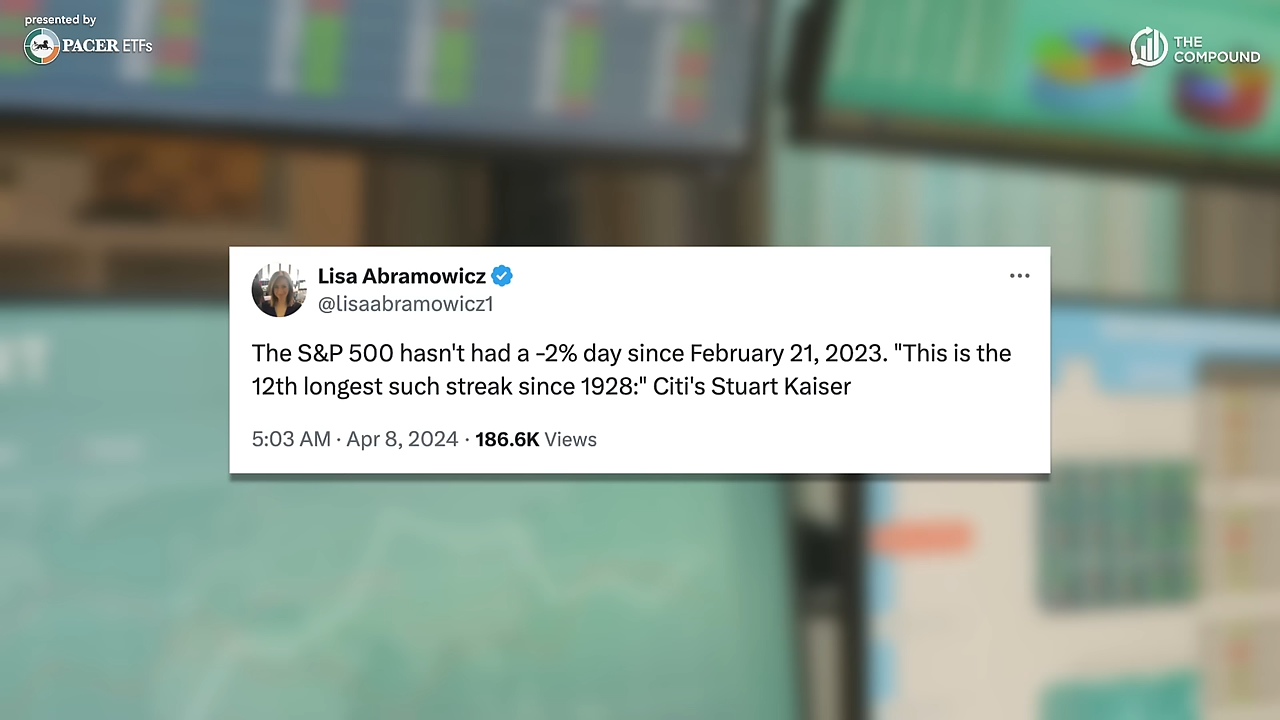 presented by
PACER ETFs
THE
COMPOUND
Lisa Abramowicz
@lisaabramowicz1
The S&P 500 hasn't had a -2% day since February 21, 2023. "This is the
12th longest such streak since 1928:" Citi's Stuart Kaiser
5:03 AM · Apr 8, 2024 · 186.6K Views